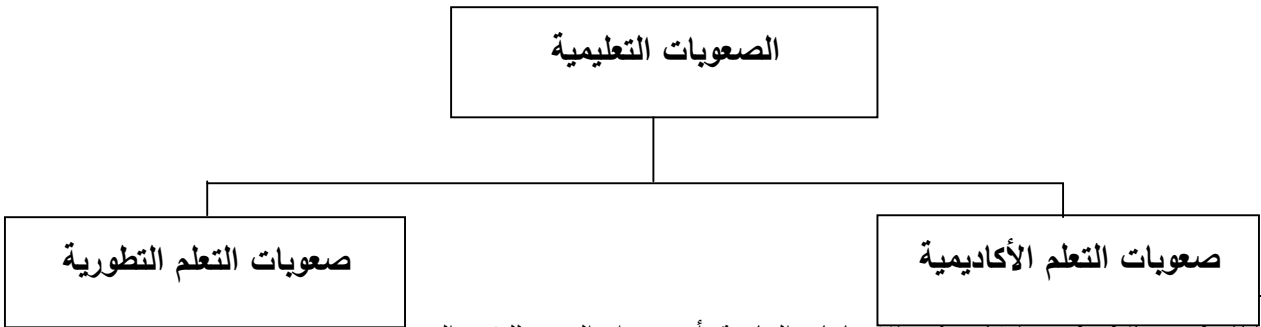 الصعوبات التعليمية
صعوبات التعلم الأكاديمية
صعوبات التعلم التطورية